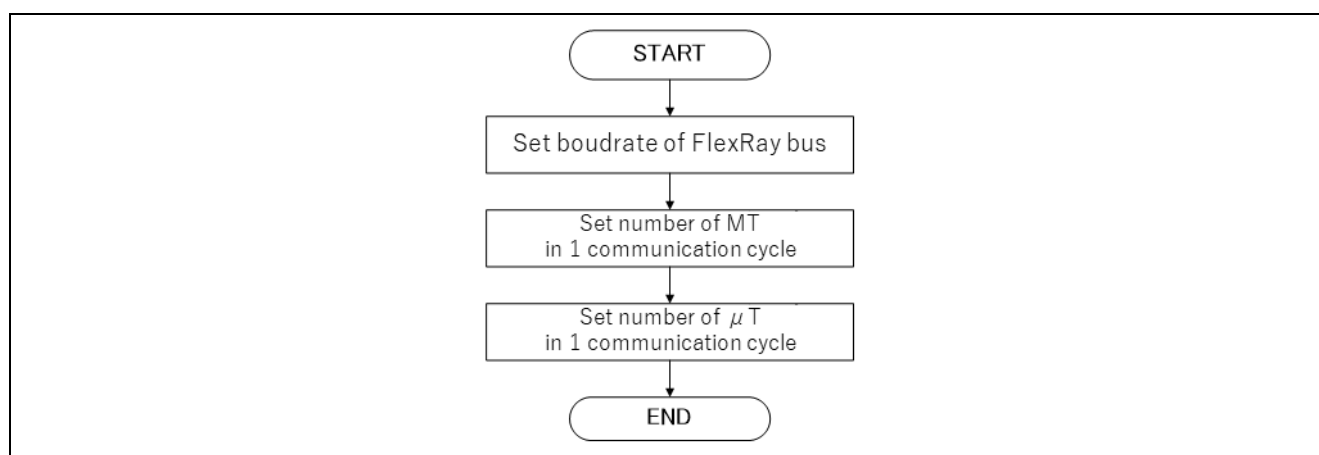 START
Set boudrate of FlexRay bus
Set number of MT
in 1 communication cycle
Set number of μT
in 1 communication cycle
END